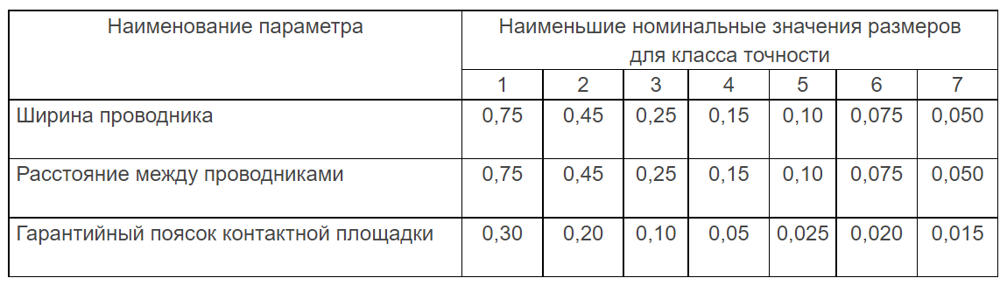 Наименование параметра
Наименьшие номинальные значения размеров
для класса точности
1 2 3 4 5 6 7
Ширина проводника 0,75 0,45 0,25 0,15 0,10 0,075 0,050
Расстояние между проводниками 0,75 0,45 0,25 0,15 0,10 0,075 0,050
Гарантийный поясок контактной площадки 0,30 0,20 0,10 0,05 0,025 0,020 0,015